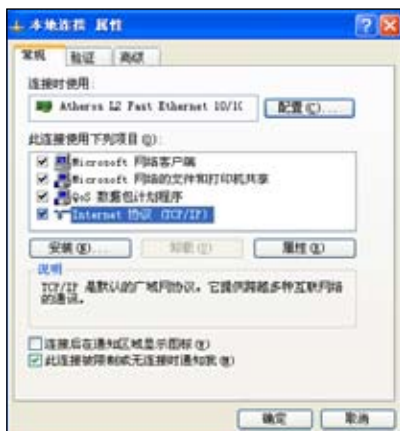 本地连接 属性
常规 验证 高级
连接时使用:
Atheros L2 Fast Ethernet 10/10 配置(C)...
此连接使用下列项目(O):
Microsoft 网络客户端
Microsoft 网络的文件和打印机共享
QoS 数据包计划程序
Internet 协议 (TCP/IP)
安装(N)... 卸载(U) 属性(R)
说明
TCP/IP 是默认的广域网协议。它提供跨越多种互联网络
的通讯。
连接后在通知区域显示图标(W)
此连接被限制或无连接时通知我(M)
确定 取消